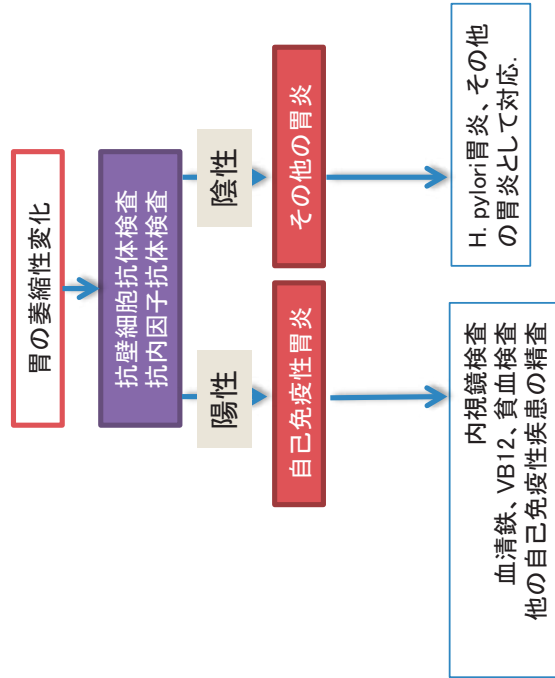 胃の萎縮性変化
抗壁細胞抗体検査
抗内因子抗体検査
陽性
陰性
自己免疫性胃炎
その他の胃炎
内視鏡検査
血清鉄、VB12、貧血検査
他の自己免疫性疾患の精査
H. pylori胃炎、その他
の胃炎として対応.